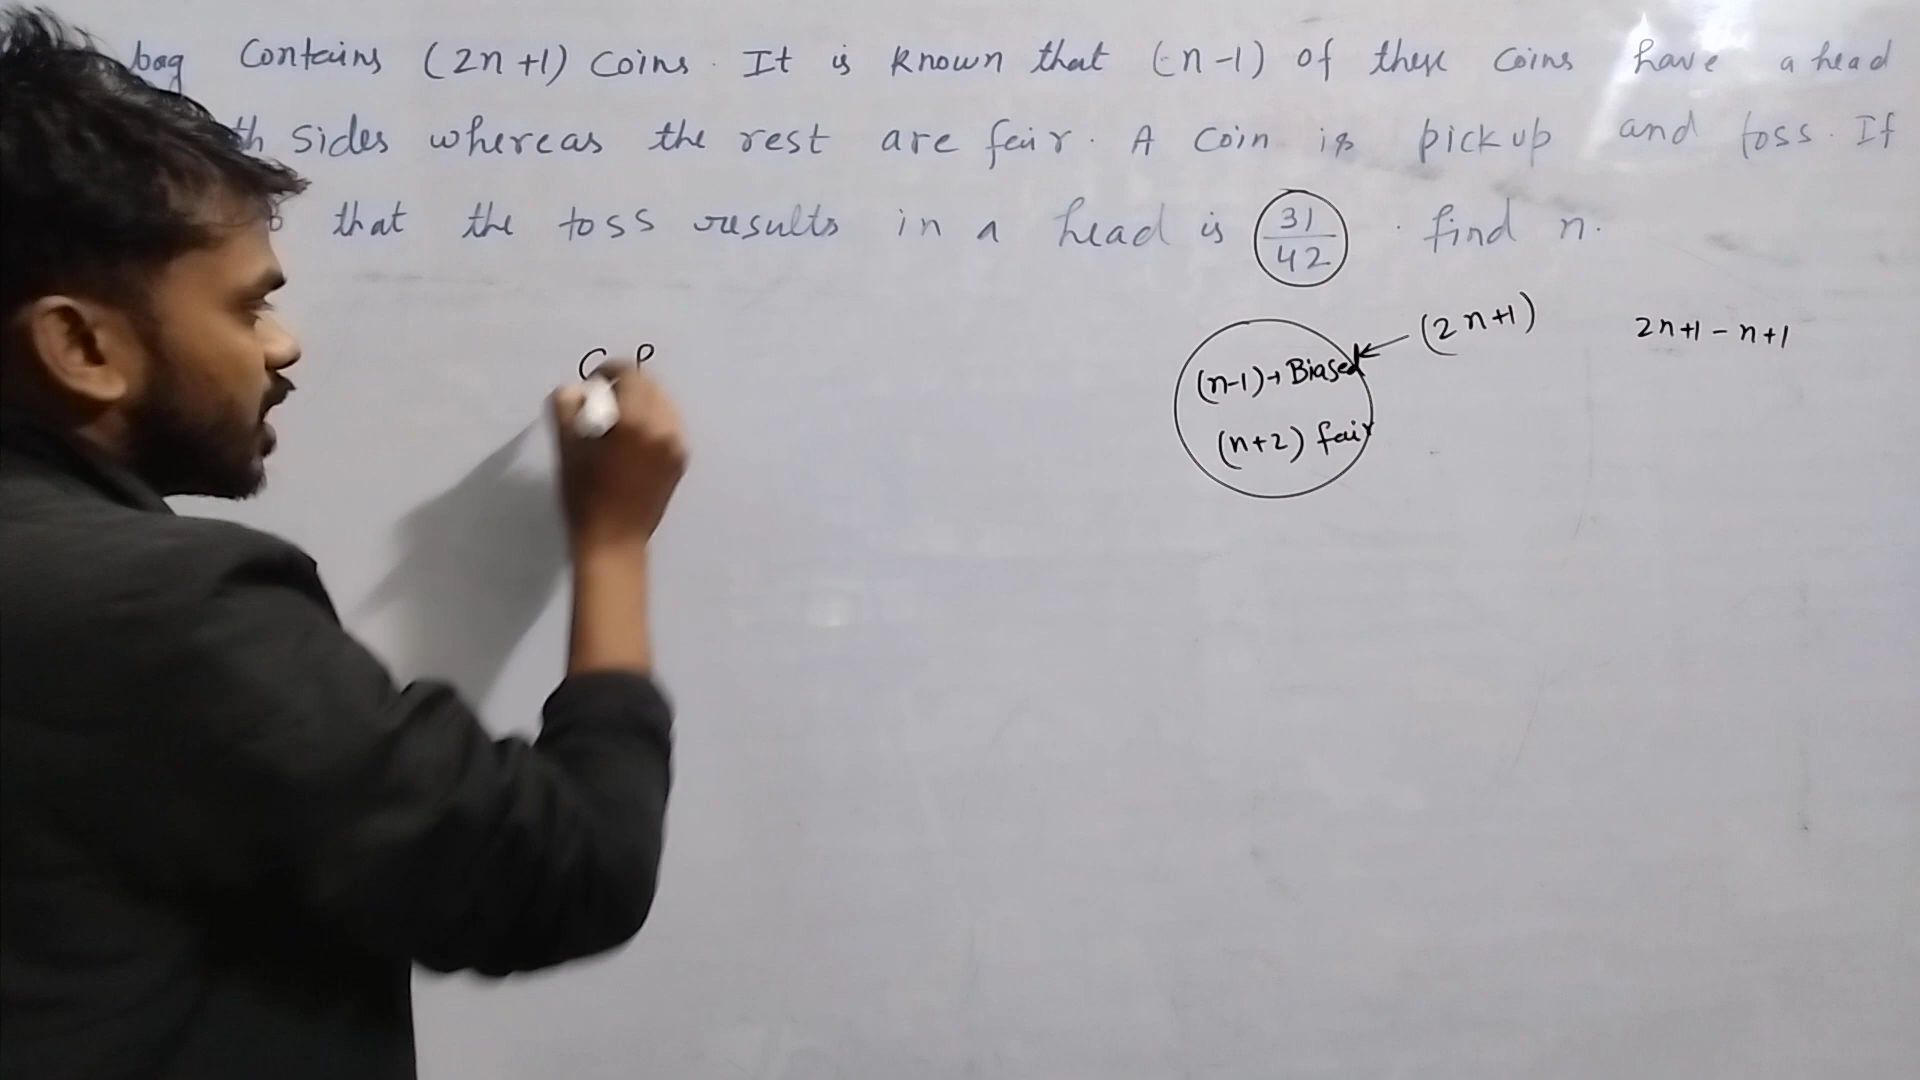 bag Contains (2n+1) Coins. It is known that (n-1) of these Coins have a head
th Sides whereas the rest are fair. A Coin is pickup and toss. If
that the toss results in a head is 31/42. find n.
(2n+1)
2n+1-n+1
(n-1)→Biased
(n+2) fair